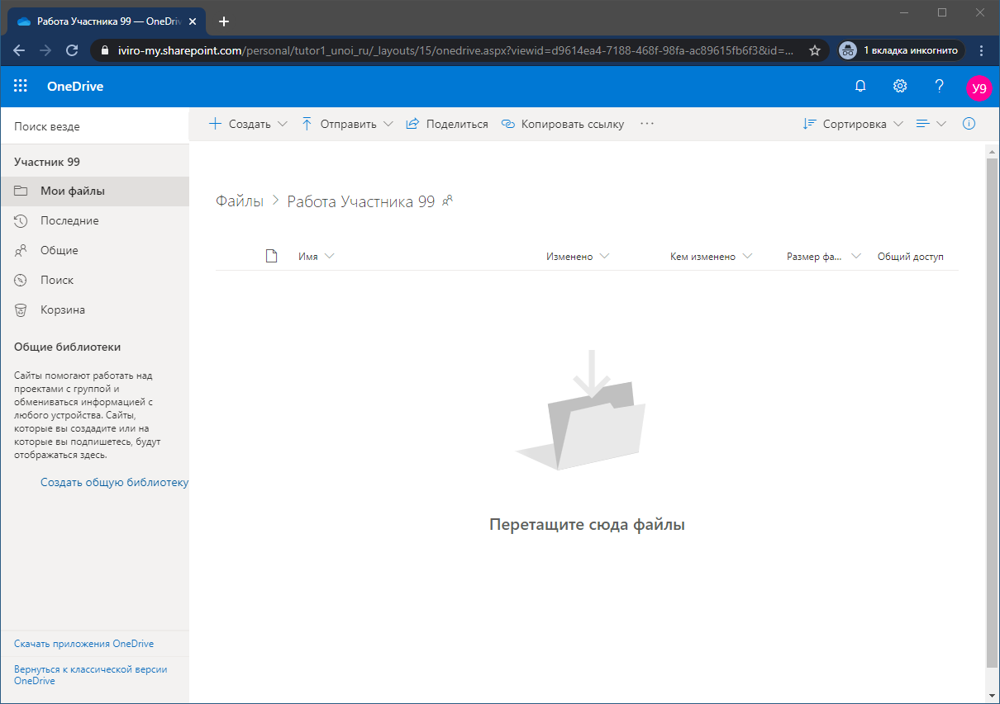 Работа Участника 99 — OneDriv
iviro-my.sharepoint.com/personal/tutor1_unoi_ru/_layouts/15/onedrive.aspx?viewid=d9614ea4-7188-468f-98fa-ac89615fb6f3&id=...
1 вкладка инкогнито
OneDrive
У9
Поиск везде
Создать
Отправить
Поделиться
Копировать ссылку
Сортировка
Участник 99
Мои файлы
Последние
Общие
Поиск
Корзина
Общие библиотеки
Сайты помогают работать над
проектами с группой и
обмениваться информацией с
любого устройства. Сайты,
которые вы создадите или на
которые вы подпишетесь, будут
отображаться здесь.
Создать общую библиотеку
Скачать приложения OneDrive
Вернуться к классической версии
OneDrive
Файлы > Работа Участника 99
Имя
Изменено
Кем изменено
Размер фа...
Общий доступ
Перетащите сюда файлы